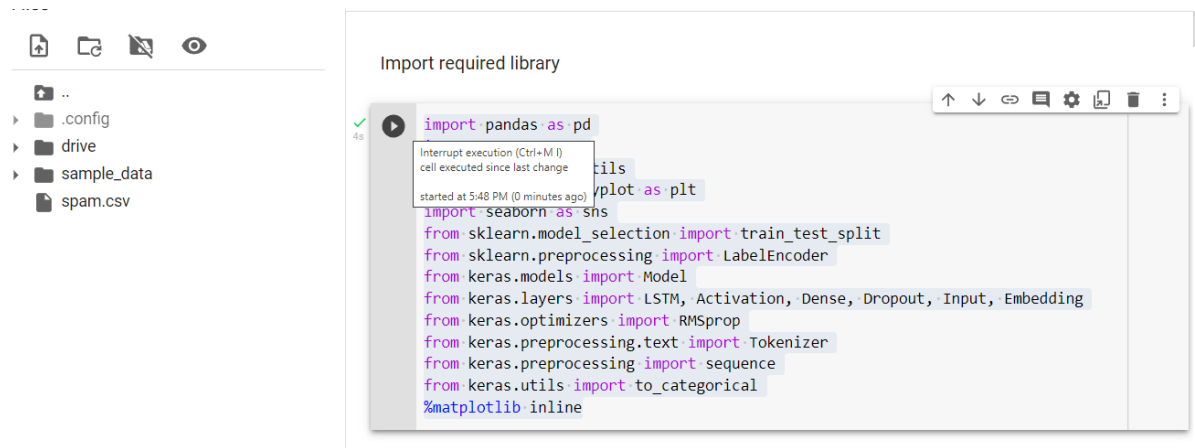 ..
.config
drive
sample_data
spam.csv
Import required library
4s
import pandas as pd
Interrupt execution (Ctrl+M I)
cell executed since last change
started at 5:48 PM (0 minutes ago)
plot as plt
import seaborn as sns
from sklearn.model_selection import train_test_split
from sklearn.preprocessing import LabelEncoder
from keras.models import Model
from keras.layers import LSTM, Activation, Dense, Dropout, Input, Embedding
from keras.optimizers import RMSprop
from keras.preprocessing.text import Tokenizer
from keras.preprocessing import sequence
from keras.utils import to_categorical
%matplotlib inline